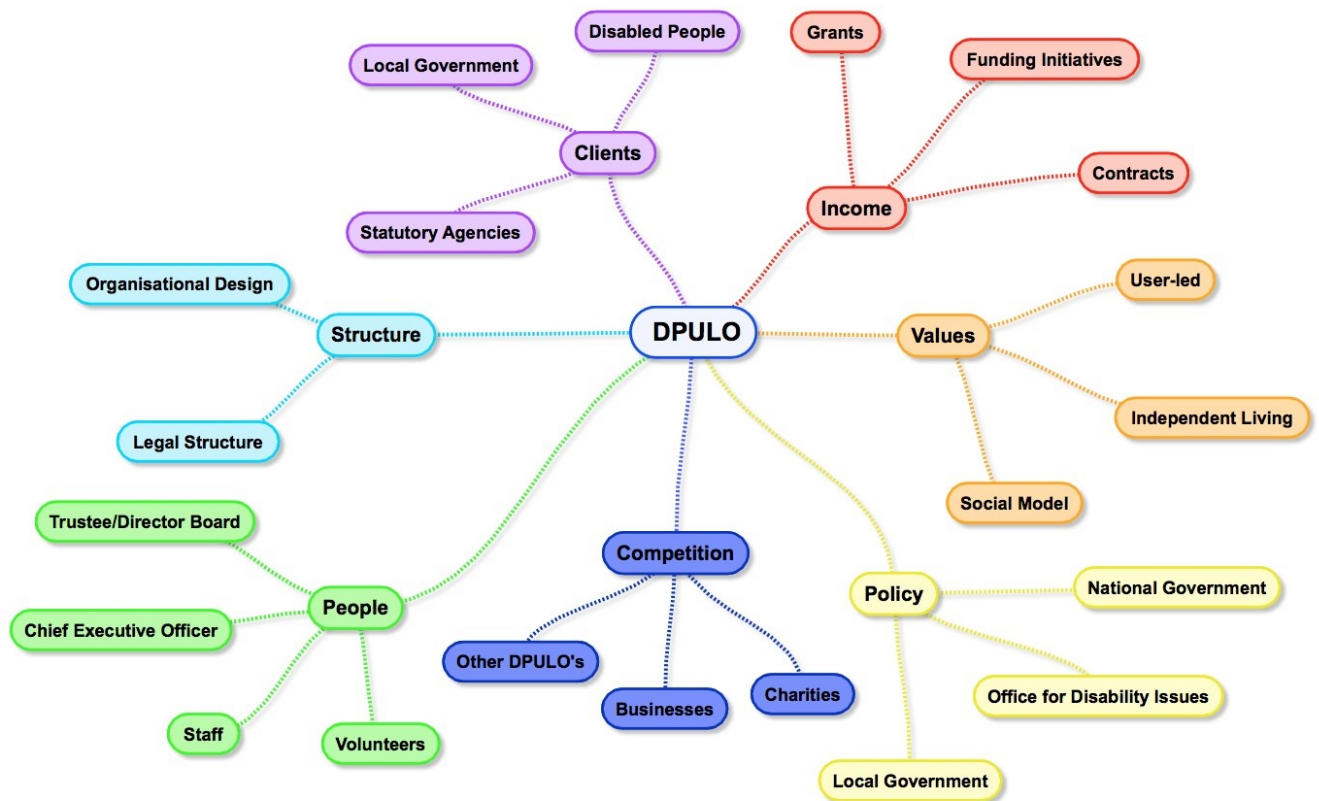 Disabled People
Grants
Local Government
Funding Initiatives
Clients
Contracts
Income
Statutory Agencies
Organisational Design
User-led
Structure
DPULO
Values
Independent Living
Legal Structure
Social Model
Trustee/Director Board
Competition
National Government
Policy
People
Chief Executive Officer
Other DPULO's
Charities
Office for Disability Issues
Businesses
Staff
Volunteers
Local Government